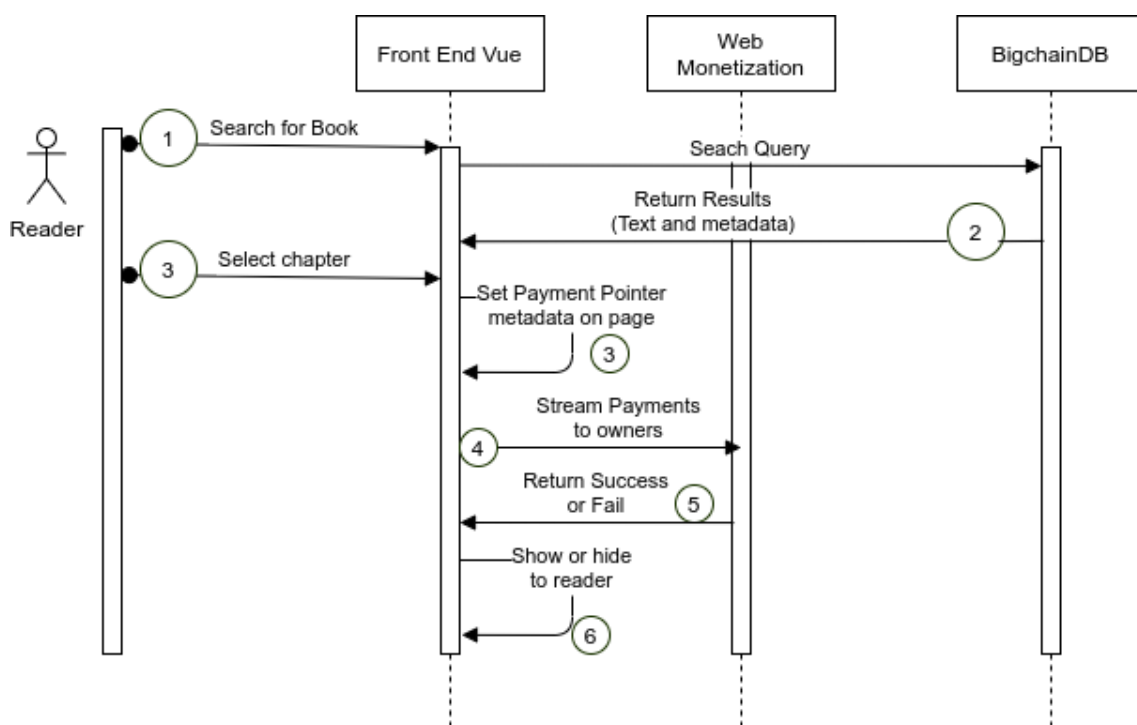 Front End Vue
Web
Monetization
BigchainDB
1
Search for Book
Seach Query
Reader
Return Results
(Text and metadata)
2
3
Select chapter
Set Payment Pointer
metadata on page
3
Stream Payments
to owners
4
Return Success
or Fail
5
Show or hide
to reader
6